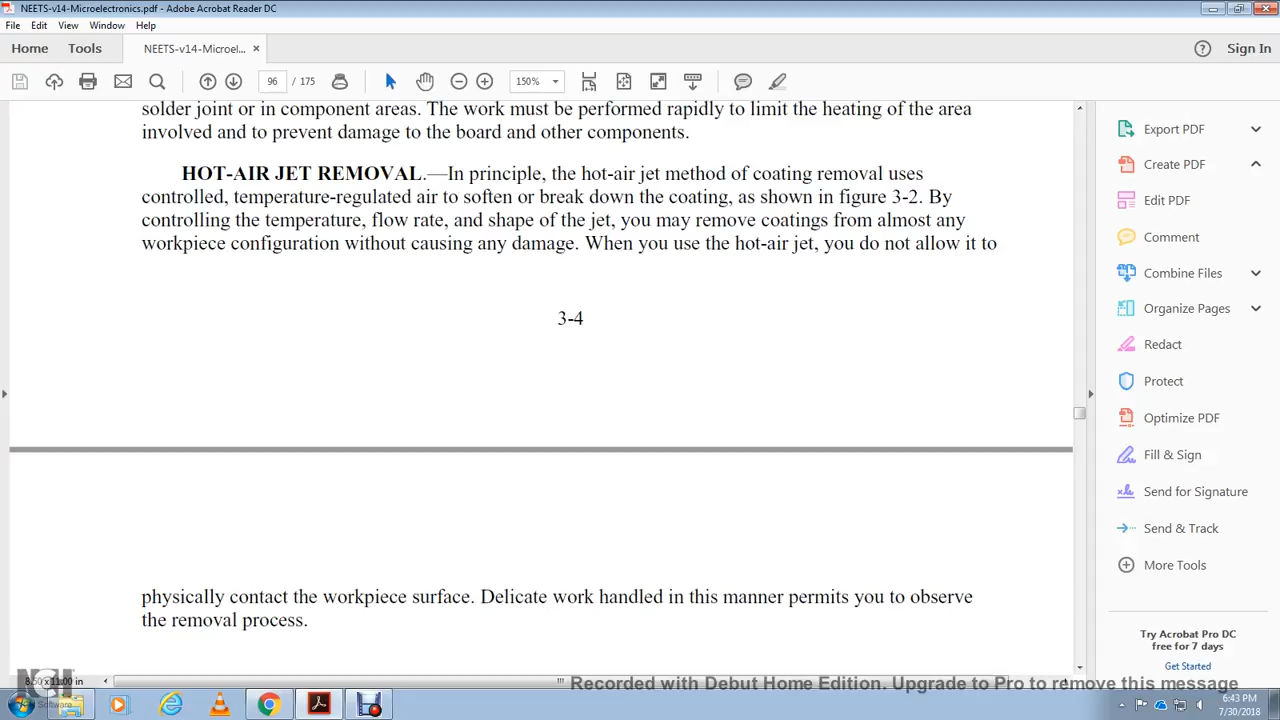 NEETS-v14-Microelectronics.pdf - Adobe Acrobat Reader DC
File Edit View Window Help
Home Tools NEETS-v14-Microel... × Sign In
96 / 175 150%
solder joint or in component areas. The work must be performed rapidly to limit the heating of the area
involved and to prevent damage to the board and other components.
HOT-AIR JET REMOVAL.—In principle, the hot-air jet method of coating removal uses
controlled, temperature-regulated air to soften or break down the coating, as shown in figure 3-2. By
controlling the temperature, flow rate, and shape of the jet, you may remove coatings from almost any
workpiece configuration without causing any damage. When you use the hot-air jet, you do not allow it to
3-4
physically contact the workpiece surface. Delicate work handled in this manner permits you to observe
the removal process.
Export PDF
Create PDF
Edit PDF
Comment
Combine Files
Organize Pages
Redact
Protect
Optimize PDF
Fill & Sign
Send for Signature
Send & Track
More Tools
Try Acrobat Pro DC
free for 7 days
Get Started
8.50 x 11.00 in
Recorded with Debut Home Edition. Upgrade to Pro to remove this message
NCH
Software
6:43 PM
7/30/2018